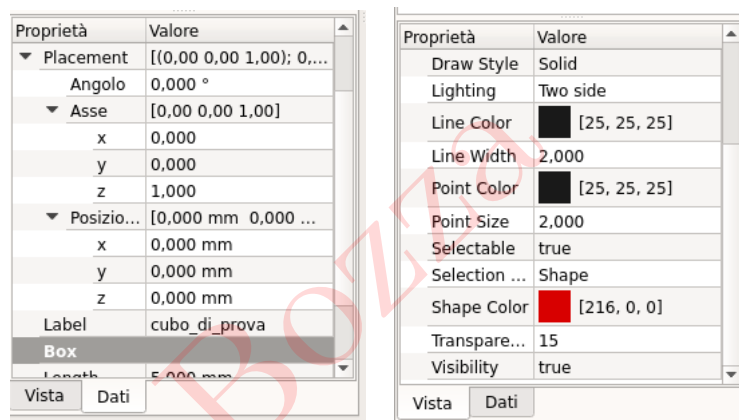 Proprietà Valore
Placement [(0,00 0,00 1,00); 0,...
Angolo 0,000 °
Asse [0,00 0,00 1,00]
x 0,000
y 0,000
z 1,000
Posizio... [0,000 mm 0,000 ...
x 0,000 mm
y 0,000 mm
z 0,000 mm
Label cubo_di_prova
Box
Length 5,000 mm
Vista Dati
Proprietà Valore
Draw Style Solid
Lighting Two side
Line Color [25, 25, 25]
Line Width 2,000
Point Color [25, 25, 25]
Point Size 2,000
Selectable true
Selection ... Shape
Shape Color [216, 0, 0]
Transpare... 15
Visibility true
Vista Dati
Bozza